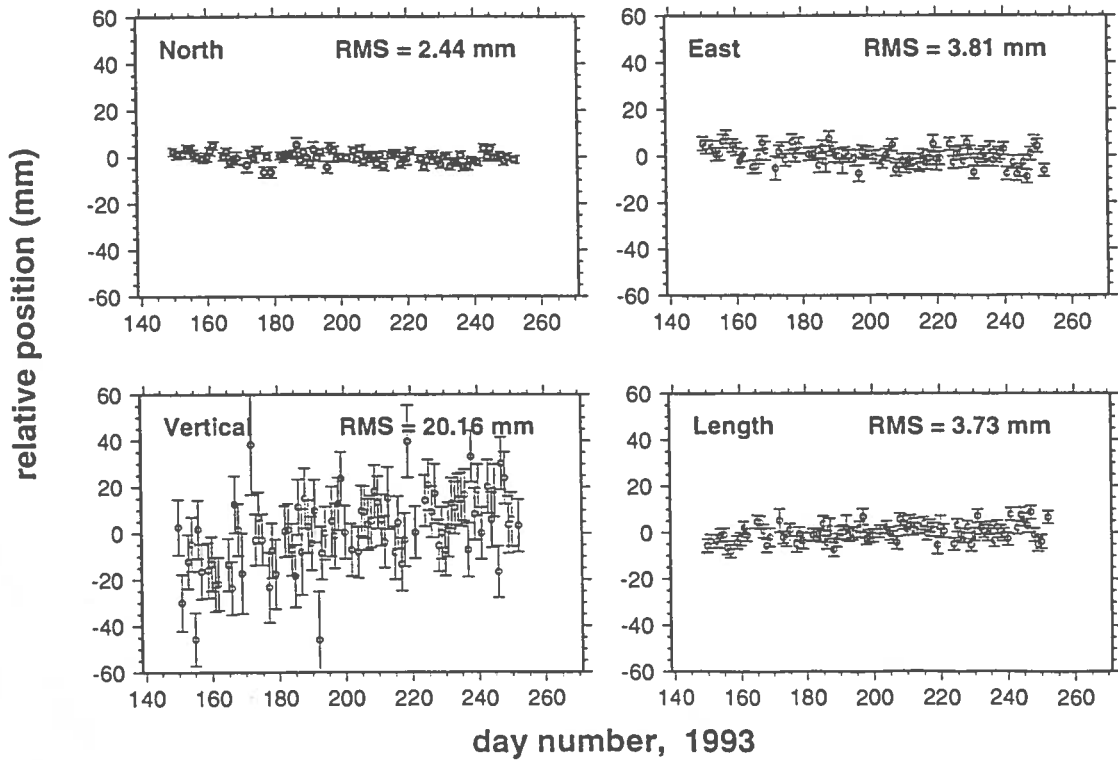 relative position (mm)
60
40
20
0
-20
-40
-60
North RMS = 2.44 mm
140 160 180 200 220 240 260
60
40
20
0
-20
-40
-60
East RMS = 3.81 mm
140 160 180 200 220 240 260
60
40
20
0
-20
-40
-60
Vertical RMS = 20.16 mm
140 160 180 200 220 240 260
60
40
20
0
-20
-40
-60
Length RMS = 3.73 mm
140 160 180 200 220 240 260
day number, 1993